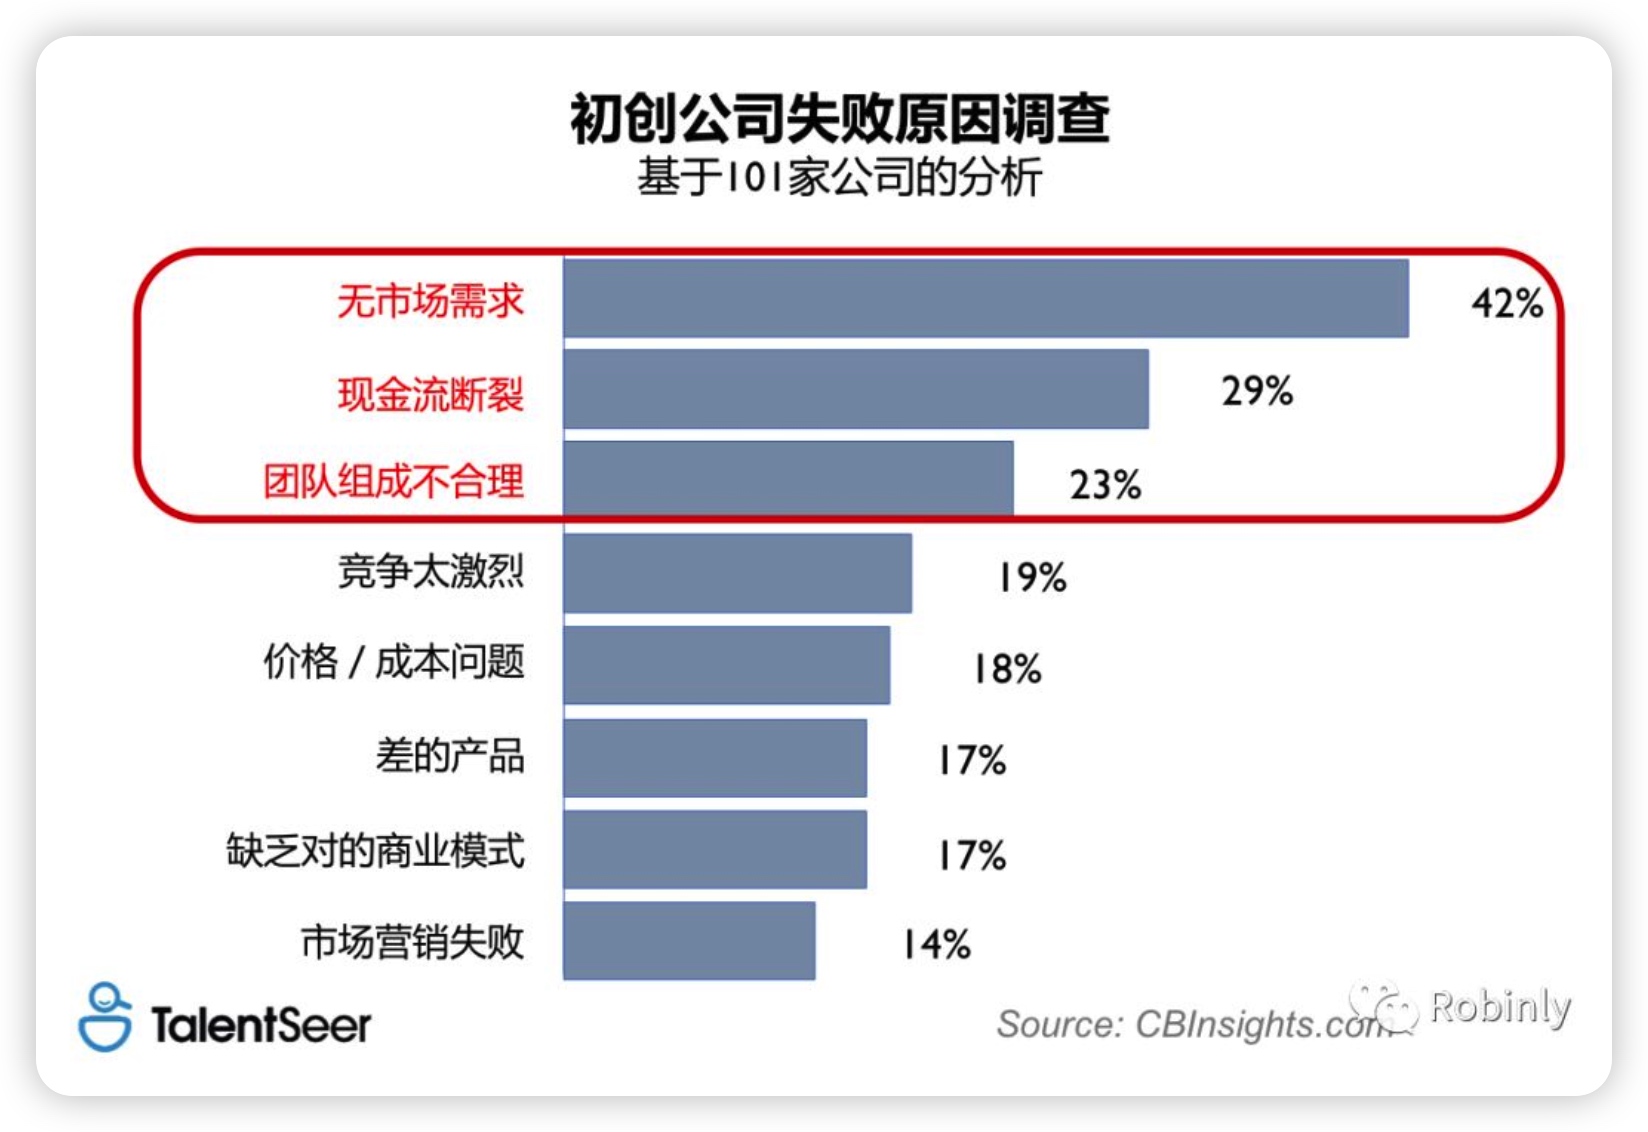 初创公司失败原因调查
基于101家公司的分析
无市场需求 42%
现金流断裂 29%
团队组成不合理 23%
竞争太激烈 19%
价格 / 成本问题 18%
差的产品 17%
缺乏对的商业模式 17%
市场营销失败 14%
TalentSeer
Source: CBInsights.com
Robinly